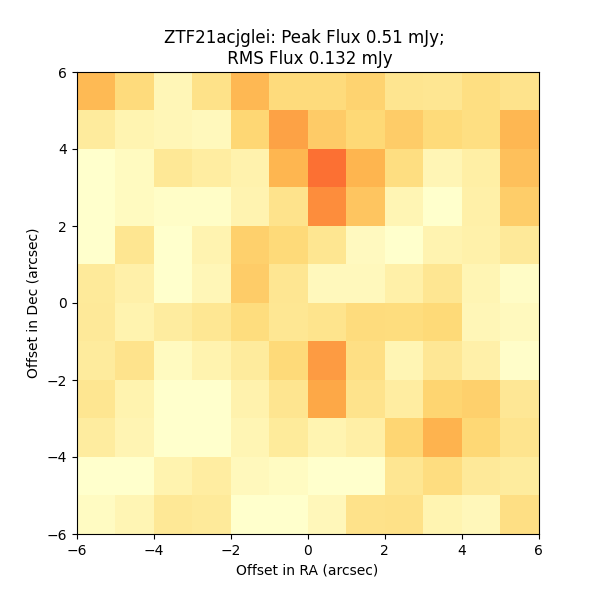 ZTF21acjglei: Peak Flux 0.51 mJy;
RMS Flux 0.132 mJy
6
4
2
0
−2
−4
−6
Offset in Dec (arcsec)
−6 −4 −2 0 2 4 6
Offset in RA (arcsec)